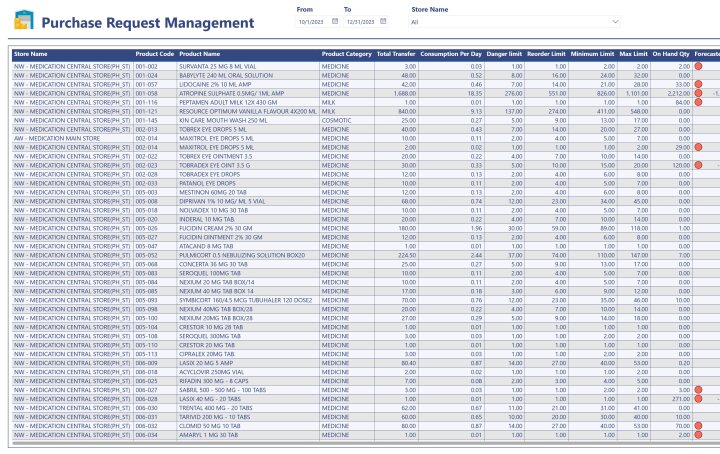 From To Store Name
Purchase Request Management
10/1/2023 12/31/2023 All
Store Name Product Code Product Name Product Category Total Transfer Consumption Per Day Danger limit Reorder Limit Minimum Limit Max Limit On Hand Qty Forecaste
NW - MEDICATION CENTRAL STORE(PH_ST) 001-002 SURVANTA 25 MG 8 ML VIAL MEDICINE 3.00 0.03 1.00 1.00 2.00 2.00 2.00
NW - MEDICATION CENTRAL STORE(PH_ST) 001-024 BABYLYTE 240 ML ORAL SOLUTION MEDICINE 48.00 0.52 8.00 16.00 24.00 32.00 0.00
NW - MEDICATION CENTRAL STORE(PH_ST) 001-057 LIDOCAINE 2% 10 ML AMP MEDICINE 42.00 0.46 7.00 14.00 21.00 28.00 33.00
NW - MEDICATION CENTRAL STORE(PH_ST) 001-058 ATROPINE SULPHATE 0.5MG/ 1ML AMP MEDICINE 1,688.00 18.35 276.00 551.00 826.00 1,101.00 2,212.00 -1,
NW - MEDICATION CENTRAL STORE(PH_ST) 001-116 PEPTAMEN ADULT MILK 12X 430 GM MILK 1.00 0.01 1.00 1.00 1.00 1.00 84.00
NW - MEDICATION CENTRAL STORE(PH_ST) 001-121 RESOURCE OPTIMUM VANILLA FLAVOUR 4X200 ML MILK 840.00 9.13 137.00 274.00 411.00 548.00 0.00
NW - MEDICATION CENTRAL STORE(PH_ST) 001-145 KIN CARE MOUTH WASH 250 ML COSMOTIC 25.00 0.27 5.00 9.00 13.00 17.00 0.00
NW - MEDICATION CENTRAL STORE(PH_ST) 002-013 TOBREX EYE DROPS 5 ML MEDICINE 40.00 0.43 7.00 14.00 20.00 27.00 0.00
AW - MEDICATION MAIN STORE 002-014 MAXITROL EYE DROPS 5 ML MEDICINE 10.00 0.11 2.00 4.00 5.00 7.00 0.00
NW - MEDICATION CENTRAL STORE(PH_ST) 002-014 MAXITROL EYE DROPS 5 ML MEDICINE 2.00 0.02 1.00 1.00 1.00 2.00 29.00
NW - MEDICATION CENTRAL STORE(PH_ST) 002-022 TOBREX EYE OINTMENT 3.5 MEDICINE 20.00 0.22 4.00 7.00 10.00 14.00 0.00
NW - MEDICATION CENTRAL STORE(PH_ST) 002-023 TOBRADEX EYE OINT 3.5 G MEDICINE 30.00 0.33 5.00 10.00 15.00 20.00 120.00 -
NW - MEDICATION CENTRAL STORE(PH_ST) 002-028 TOBRADEX EYE DROPS MEDICINE 12.00 0.13 2.00 4.00 6.00 8.00 0.00
NW - MEDICATION CENTRAL STORE(PH_ST) 002-033 PATANOL EYE DROPS MEDICINE 10.00 0.11 2.00 4.00 5.00 7.00 0.00
NW - MEDICATION CENTRAL STORE(PH_ST) 005-003 MESTINON 60MG 20 TAB MEDICINE 12.00 0.13 2.00 4.00 6.00 8.00 0.00
NW - MEDICATION CENTRAL STORE(PH_ST) 005-008 DIPRIVAN 1% 10 MG/ ML 5 VIAL MEDICINE 68.00 0.74 12.00 23.00 34.00 45.00 0.00
NW - MEDICATION CENTRAL STORE(PH_ST) 005-018 NOLVADEX 10 MG 30 TAB MEDICINE 10.00 0.11 2.00 4.00 5.00 7.00 0.00
NW - MEDICATION CENTRAL STORE(PH_ST) 005-020 INDERAL 10 MG TAB MEDICINE 20.00 0.22 4.00 7.00 10.00 14.00 0.00
NW - MEDICATION CENTRAL STORE(PH_ST) 005-026 FUCIDIN CREAM 2% 30 GM MEDICINE 180.00 1.96 30.00 59.00 89.00 118.00 1.00
NW - MEDICATION CENTRAL STORE(PH_ST) 005-027 FUCIDIN OINTMENT 2% 30 GM MEDICINE 12.00 0.13 2.00 4.00 6.00 8.00 0.00
NW - MEDICATION CENTRAL STORE(PH_ST) 005-047 ATACAND 8 MG TAB MEDICINE 1.00 0.01 1.00 1.00 1.00 1.00 0.00
NW - MEDICATION CENTRAL STORE(PH_ST) 005-052 PULMICORT 0.5 NEBULIZING SOLUTION BOX20 MEDICINE 224.50 2.44 37.00 74.00 110.00 147.00 7.00
NW - MEDICATION CENTRAL STORE(PH_ST) 005-068 CONCERTA 36 MG 30 TAB MEDICINE 25.00 0.27 5.00 9.00 13.00 17.00 0.00
NW - MEDICATION CENTRAL STORE(PH_ST) 005-083 SEROQUEL 100MG TAB MEDICINE 10.00 0.11 2.00 4.00 5.00 7.00 0.00
NW - MEDICATION CENTRAL STORE(PH_ST) 005-084 NEXIUM 20 MG TAB BOX/14 MEDICINE 10.00 0.11 2.00 4.00 5.00 7.00 0.00
NW - MEDICATION CENTRAL STORE(PH_ST) 005-085 NEXIUM 40 MG TAB BOX 14 MEDICINE 17.00 0.18 3.00 6.00 9.00 12.00 0.00
NW - MEDICATION CENTRAL STORE(PH_ST) 005-093 SYMBICORT 160/4.5 MCG TUBUHALER 120 DOSE2 MEDICINE 70.00 0.76 12.00 23.00 35.00 46.00 10.00
NW - MEDICATION CENTRAL STORE(PH_ST) 005-098 NEXIUM 40MG TAB BOX/28 MEDICINE 20.00 0.22 4.00 7.00 10.00 14.00 0.00
NW - MEDICATION CENTRAL STORE(PH_ST) 005-100 NEXIUM 20MG TAB BOX/28 MEDICINE 27.00 0.29 5.00 9.00 14.00 18.00 0.00
NW - MEDICATION CENTRAL STORE(PH_ST) 005-104 CRESTOR 10 MG 28 TAB MEDICINE 1.00 0.01 1.00 1.00 1.00 1.00 0.00
NW - MEDICATION CENTRAL STORE(PH_ST) 005-108 SEROQUEL 300MG TAB MEDICINE 3.00 0.03 1.00 1.00 2.00 2.00 0.00
NW - MEDICATION CENTRAL STORE(PH_ST) 005-110 CRESTOR 20 MG TAB MEDICINE 1.00 0.01 1.00 1.00 1.00 1.00 0.00
NW - MEDICATION CENTRAL STORE(PH_ST) 005-113 CIPRALEX 20MG TAB MEDICINE 3.00 0.03 1.00 1.00 2.00 2.00 0.00
NW - MEDICATION CENTRAL STORE(PH_ST) 006-009 LASIX 20 MG 5 AMP MEDICINE 80.40 0.87 14.00 27.00 40.00 53.00 0.20
NW - MEDICATION CENTRAL STORE(PH_ST) 006-018 ACYCLOVIR 250MG VIAL MEDICINE 2.00 0.02 1.00 1.00 1.00 2.00 0.00
NW - MEDICATION CENTRAL STORE(PH_ST) 006-025 RIFADIN 300 MG - 8 CAPS MEDICINE 7.00 0.08 2.00 3.00 4.00 5.00 0.00
NW - MEDICATION CENTRAL STORE(PH_ST) 006-027 SABRIL 500 - 500 MG - 100 TABS MEDICINE 3.00 0.03 1.00 1.00 2.00 2.00 3.00
NW - MEDICATION CENTRAL STORE(PH_ST) 006-028 LASIX 40 MG - 20 TABS MEDICINE 1.00 0.01 1.00 1.00 1.00 1.00 271.00 -
NW - MEDICATION CENTRAL STORE(PH_ST) 006-030 TRENTAL 400 MG - 20 TABS MEDICINE 62.00 0.67 11.00 21.00 31.00 41.00 0.00
NW - MEDICATION CENTRAL STORE(PH_ST) 006-031 TARIVID 200 MG - 10 TABS MEDICINE 60.00 0.65 10.00 20.00 30.00 40.00 10.00
NW - MEDICATION CENTRAL STORE(PH_ST) 006-032 CLOMID 50 MG 10 TAB MEDICINE 80.00 0.87 14.00 27.00 40.00 53.00 70.00
NW - MEDICATION CENTRAL STORE(PH_ST) 006-034 AMARYL 1 MG 30 TAB MEDICINE 1.00 0.01 1.00 1.00 1.00 1.00 2.00